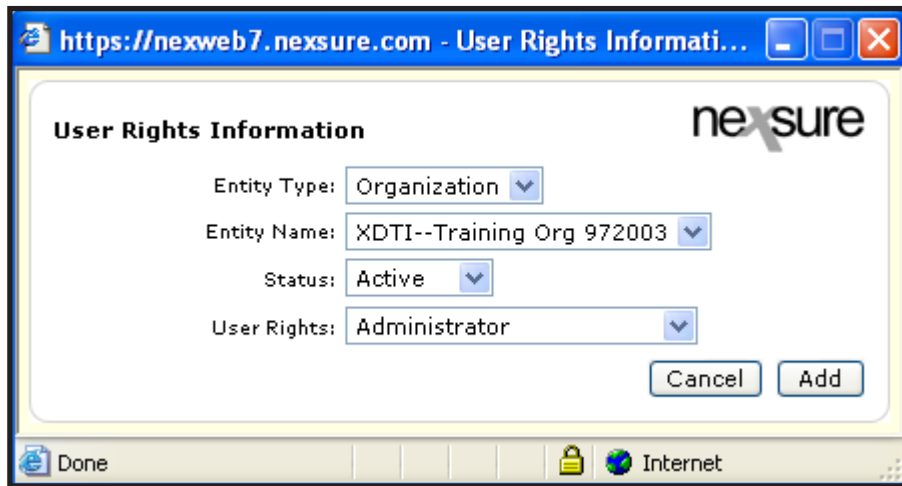 https://nexweb7.nexsure.com - User Rights Informati...
nexsure
User Rights Information
Entity Type: Organization
Entity Name: XDTI--Training Org 972003
Status: Active
User Rights: Administrator
Cancel Add
Done Internet